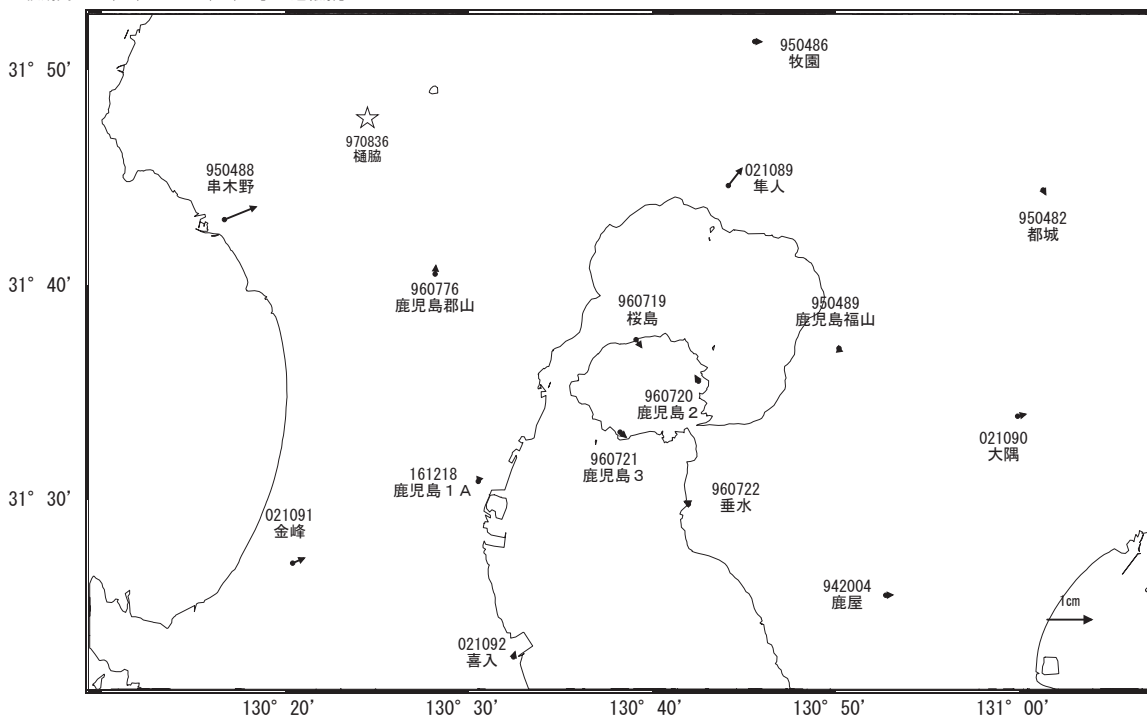 31° 50'
31° 40'
31° 30'
950486
牧園
970836
樋脇
950488
串木野
021089
隼人
950482
都城
960776
鹿児島郡山
960719
桜島
950489
鹿児島福山
960720
鹿児島2
960721
鹿児島3
021090
大隅
161218
鹿児島1A
960722
垂水
021091
金峰
942004
鹿屋
1cm
021092
喜入
130° 20'
130° 30'
130° 40'
130° 50'
131° 00'